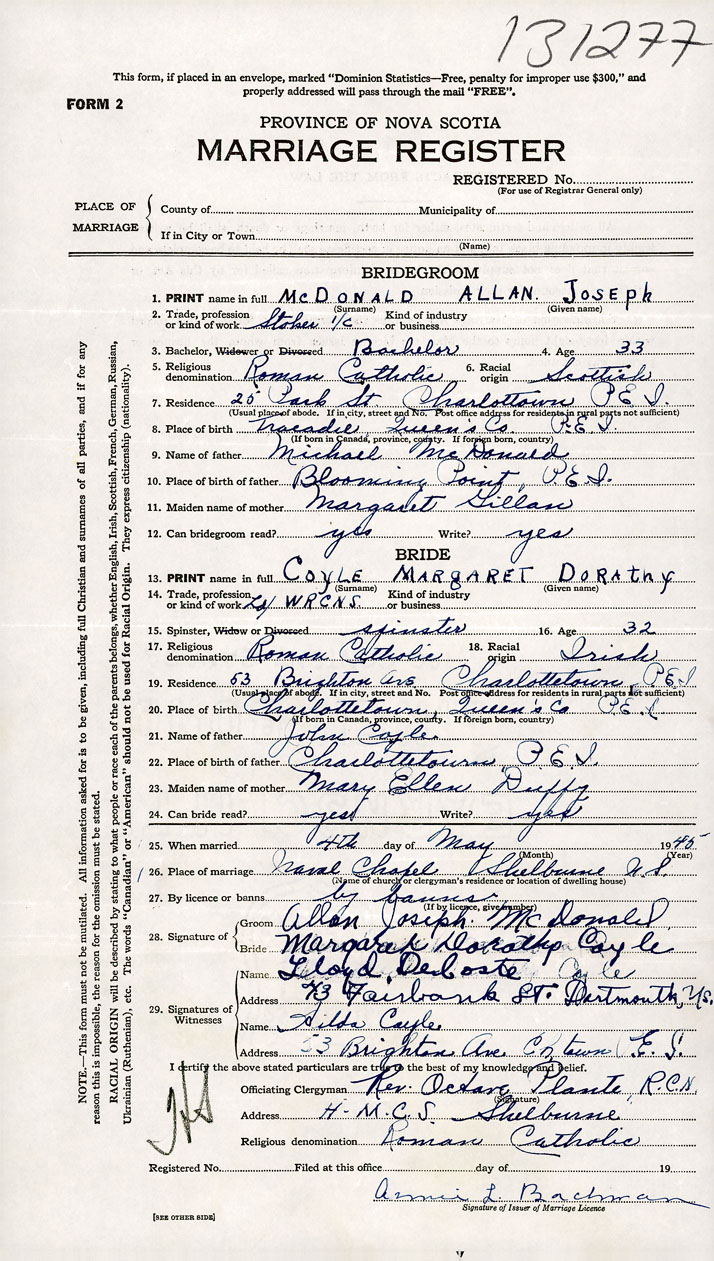 131277
This form, if placed in an envelope, marked "Dominion Statistics—Free, penalty for improper use $300," and
properly addressed will pass through the mail "FREE".
FORM 2
PROVINCE OF NOVA SCOTIA
MARRIAGE REGISTER
REGISTERED No.
(For use of Registrar General only)
PLACE OF MARRIAGE
County of Municipality of
If in City or Town
(Name)
BRIDEGROOM
1. PRINT name in full McDONALD ALLAN. JOSEPH
(Surname) (Given name)
2. Trade, profession or kind of work Stoker 1/c Kind of industry or business
3. Bachelor, Widower or Divorced Bachelor 4. Age 33
5. Religious denomination Roman Catholic 6. Racial origin Scottish
7. Residence 25 Park St Charlottown P.E.I.
(Usual place of abode. If in city, street and No. Post office address for residents in rural parts not sufficient)
8. Place of birth Tracadie Queen's Co P.E.I
(If born in Canada, province, county. If foreign born, country)
9. Name of father Michael McDonald
10. Place of birth of father Blooming Point, P.E.I.
11. Maiden name of mother Margaret Gillan
12. Can bridegroom read? yes Write? yes
BRIDE
13. PRINT name in full COYLE MARGARET DORATHY
(Surname) (Given name)
14. Trade, profession or kind of work WRCNS. Kind of industry or business
15. Spinster, Widow or Divorced spinster 16. Age 32
17. Religious denomination Roman Catholic 18. Racial origin Irish
19. Residence 53 Brighton Ave Charlottetown, P.E.I
(Usual place of abode. If in city, street and No. Post office address for residents in rural parts not sufficient)
20. Place of birth Charlottetown, Queen's Co P.E.I
(If born in Canada, province, county. If foreign born, country)
21. Name of father John Coyle
22. Place of birth of father Charlottetown P.E.I.
23. Maiden name of mother Mary Ellen Duffy
24. Can bride read? yes Write? yes
25. When married 4th day of May 1945
(Month) (Year)
26. Place of marriage Naval Chapel Shelburne N.S.
(Name of church or clergyman's residence or location of dwelling house)
27. By licence or banns by banns
(If by licence, give number)
28. Signature of
Groom Allan Joseph. McDonald
Bride Margaret Dorothy Coyle
29. Signatures of Witnesses
Name Lloyd DeCoste Coyle
Address 73 Fairbank St. Dartmouth, N.S.
Name Hilda Coyle
Address 53 Brighton Ave Ch'town P.E.I.
I certify the above stated particulars are true to the best of my knowledge and belief.
Officiating Clergyman Rev. Octave Plante, R.C.N.
(Signature)
Address H.M.C.S. Shelburne
Religious denomination Roman Catholic
Registered No. Filed at this office day of 19
Annie L. Bachman
Signature of Issuer of Marriage Licence
[SEE OTHER SIDE]
NOTE.—This form must not be mutilated. All information asked for is to be given, including full Christian and surnames of all parties, and if for any
reason this is impossible, the reason for the omission must be stated.
RACIAL ORIGIN will be described by stating to what people or race each of the parents belongs, whether English, Irish, Scottish, French, German, Russian,
Ukrainian (Ruthenian), etc. The words "Canadian" or "American" should not be used for Racial Origin. They express citizenship (nationality).